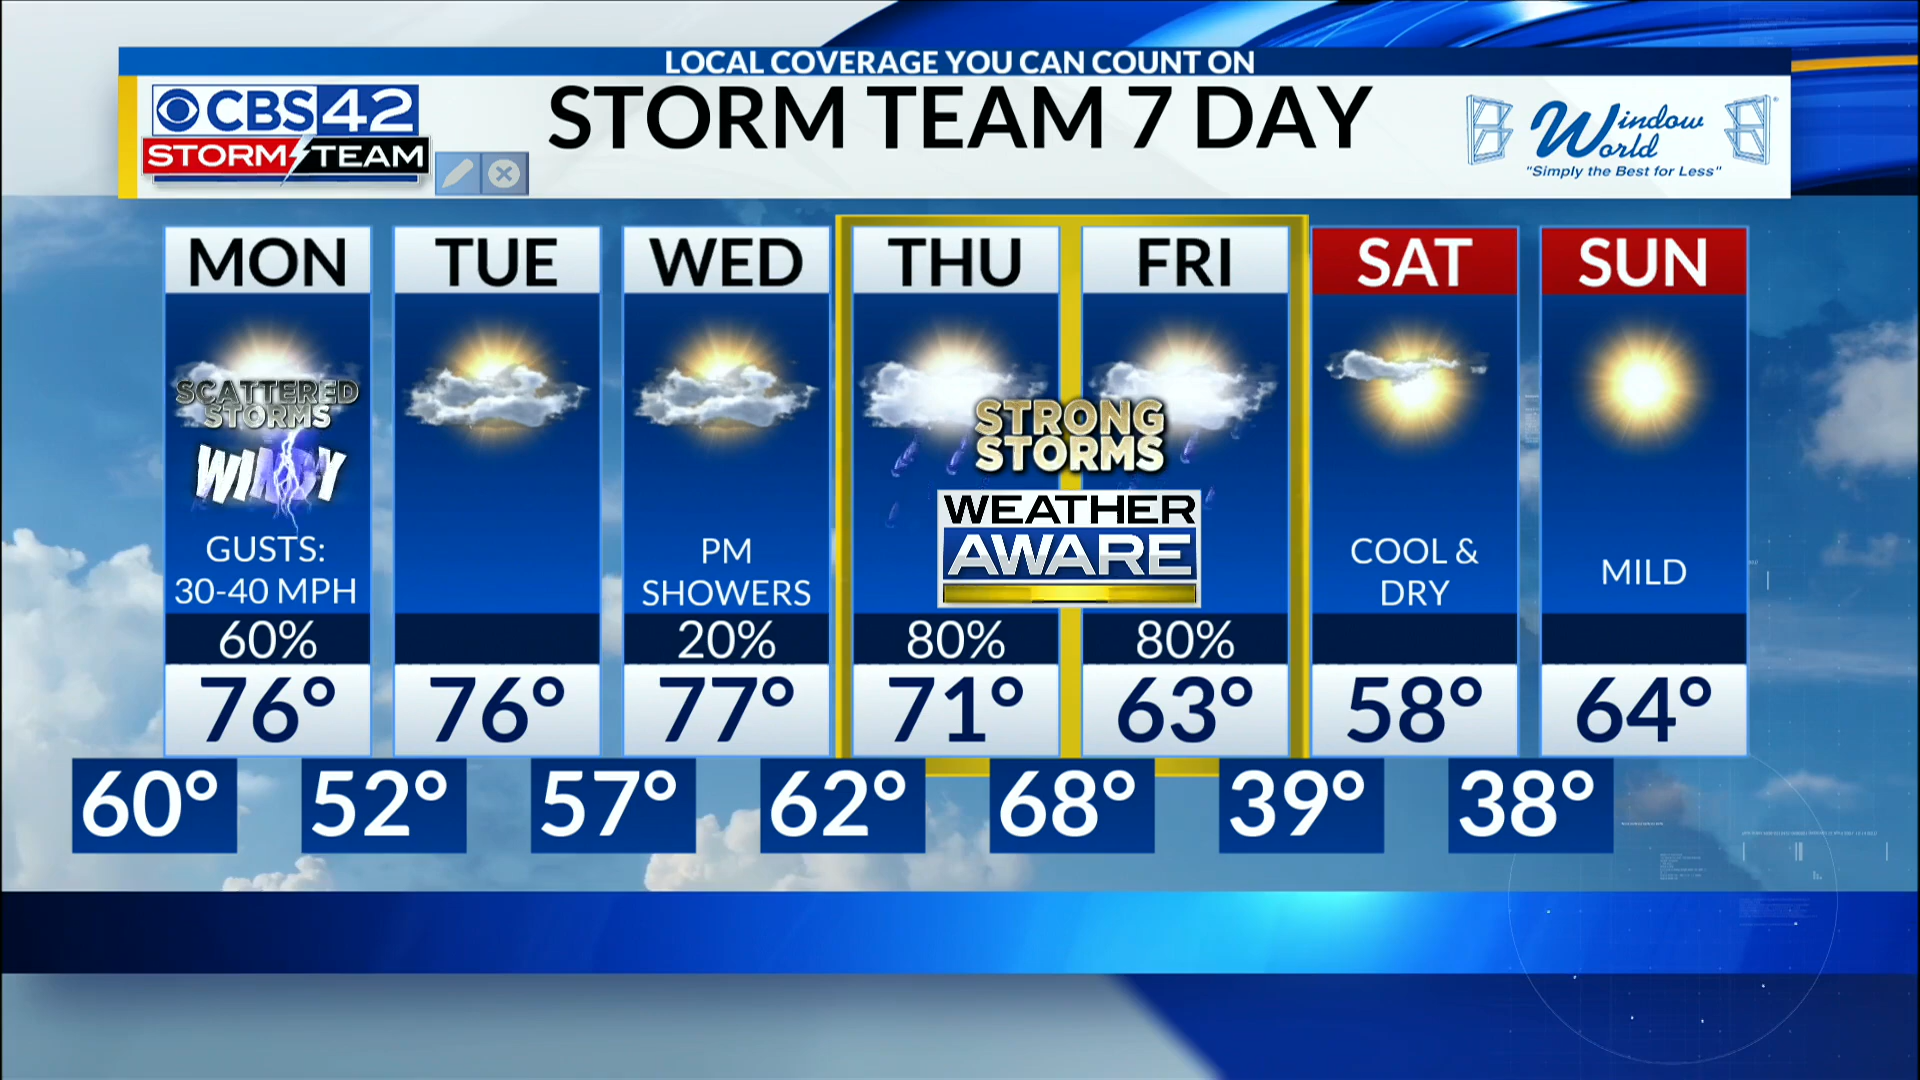 LOCAL COVERAGE YOU CAN COUNT ON
CBS 42
STORM TEAM
STORM TEAM 7 DAY
Window
World
"Simply the Best for Less"
MON
TUE
WED
THU
FRI
SAT
SUN
SCATTERED
STORMS
WINDY
GUSTS:
30-40 MPH
PM
SHOWERS
STRONG
STORMS
WEATHER
AWARE
COOL &
DRY
MILD
60%
20%
80%
80%
76°
76°
77°
71°
63°
58°
64°
60°
52°
57°
62°
68°
39°
38°